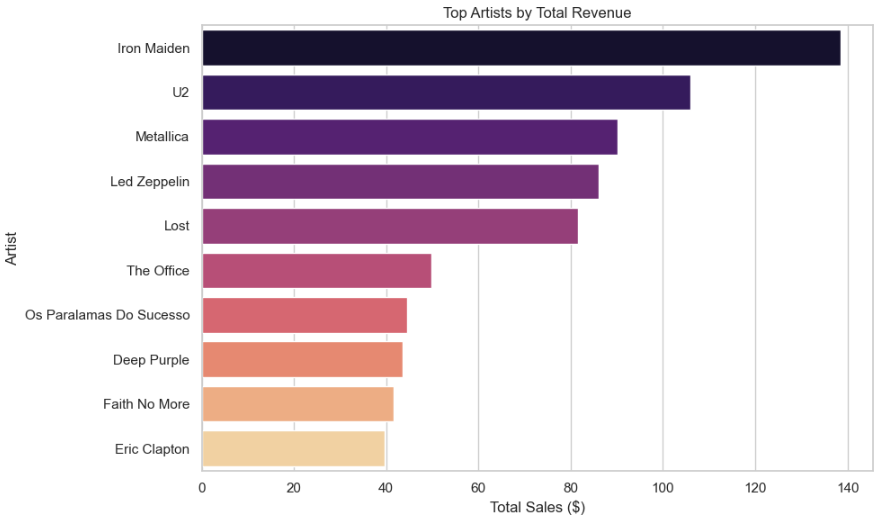 Top Artists by Total Revenue
Iron Maiden
U2
Metallica
Led Zeppelin
Lost
The Office
Os Paralamas Do Sucesso
Deep Purple
Faith No More
Eric Clapton
Artist
0 20 40 60 80 100 120 140
Total Sales ($)